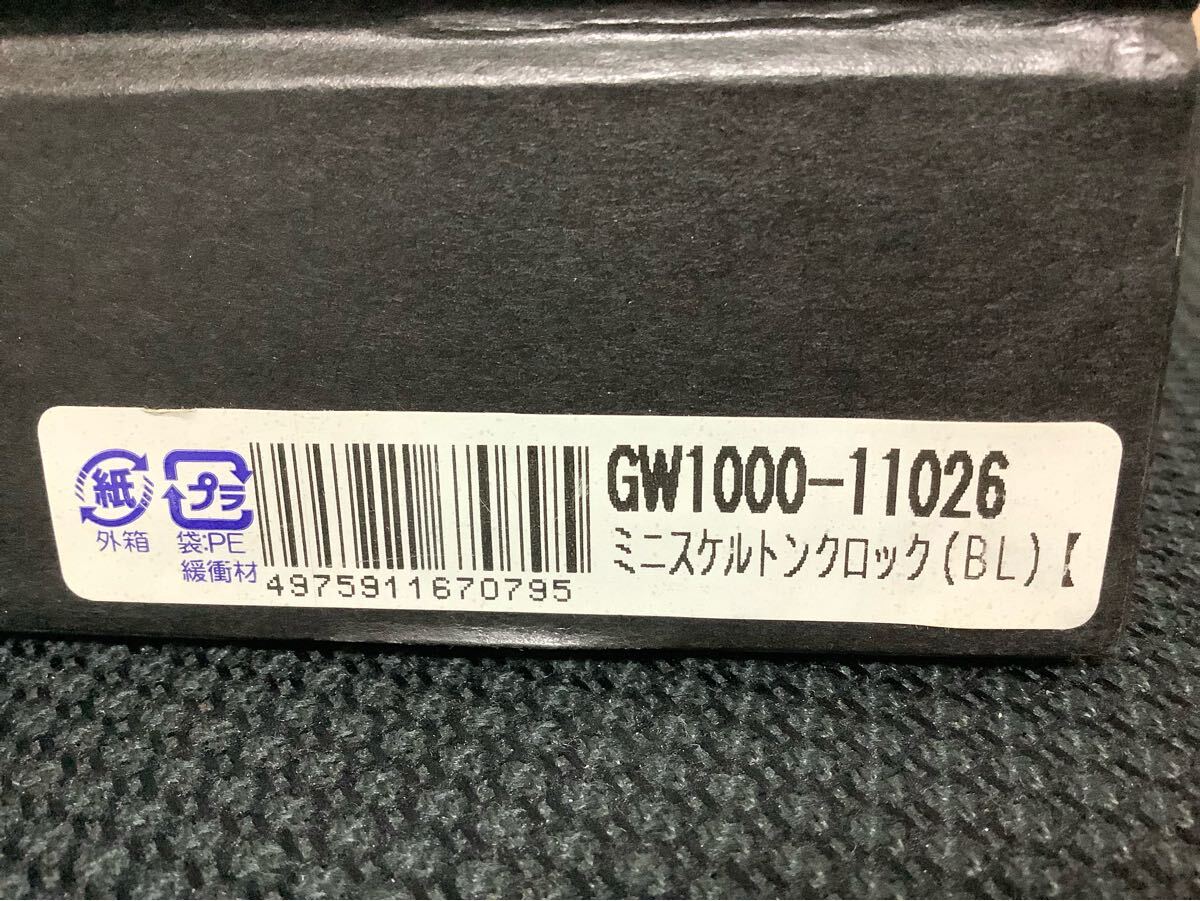 紙 プラ
外箱 袋:PE
緩衝材
4975911670795
GW1000-11026
ミニスケルトンクロック(BL)【